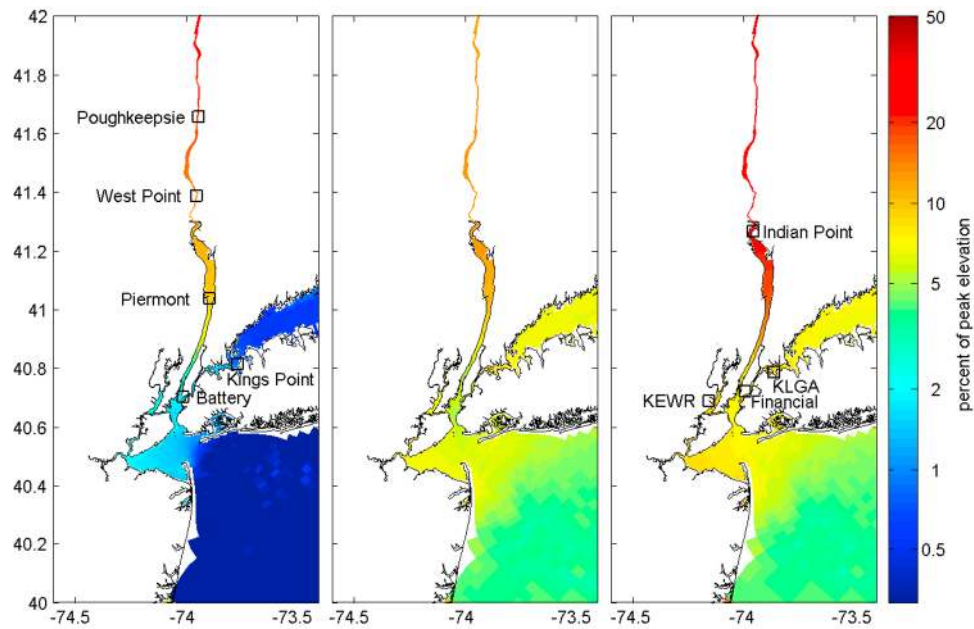 42
41.8
41.6
41.4
41.2
41
40.8
40.6
40.4
40.2
40
-74.5
-74
-73.5
Poughkeepsie
West Point
Piermont
Kings Point
Battery
-74.5
-74
-73.5
Indian Point
KLGA
KEWR
Financial
-74.5
-74
-73.5
50
20
10
5
2
1
0.5
percent of peak elevation